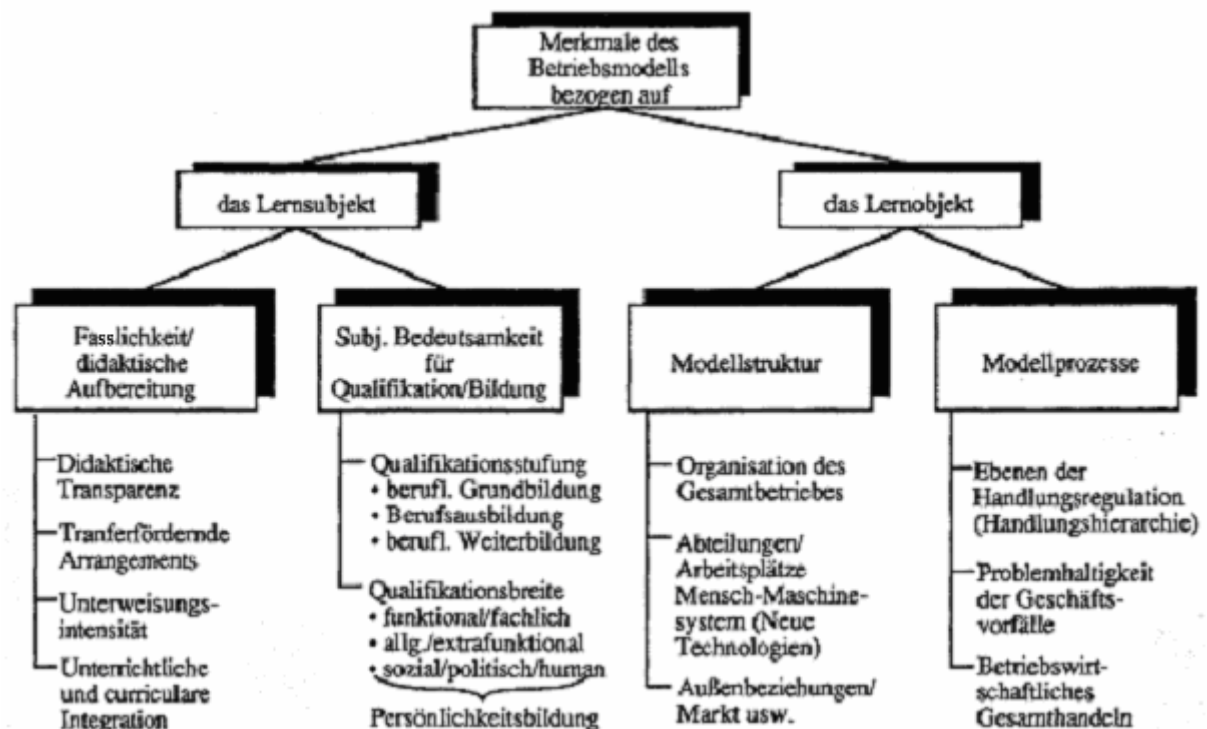 Merkmale des
Betriebsmodells
bezogen auf
das Lernsubjekt
das Lernobjekt
Fasslichkeit/
didaktische
Aufbereitung
Subj. Bedeutsamkeit
für
Qualifikation/Bildung
Modellstruktur
Modellprozesse
Didaktische
Transparenz
Tranferfördernde
Arrangements
Unterweisungs-
intensität
Unterrichtliche
und curriculare
Integration
Qualifikationsstufung
• berufl. Grundbildung
• Berufsausbildung
• berufl. Weiterbildung
Qualifikationsbreite
• funktional/fachlich
• allg./extrafunktional
• sozial/politisch/human
Persönlichkeitsbildung
Organisation des
Gesamtbetriebes
Abteilungen/
Arbeitsplätze
Mensch-Maschine-
system (Neue
Technologien)
Außenbeziehungen/
Markt usw.
Ebenen der
Handlungsregulation
(Handlungshierarchie)
Problemhaltigkeit
der Geschäfts-
vorfälle
Betriebswirt-
schaftliches
Gesamthandeln